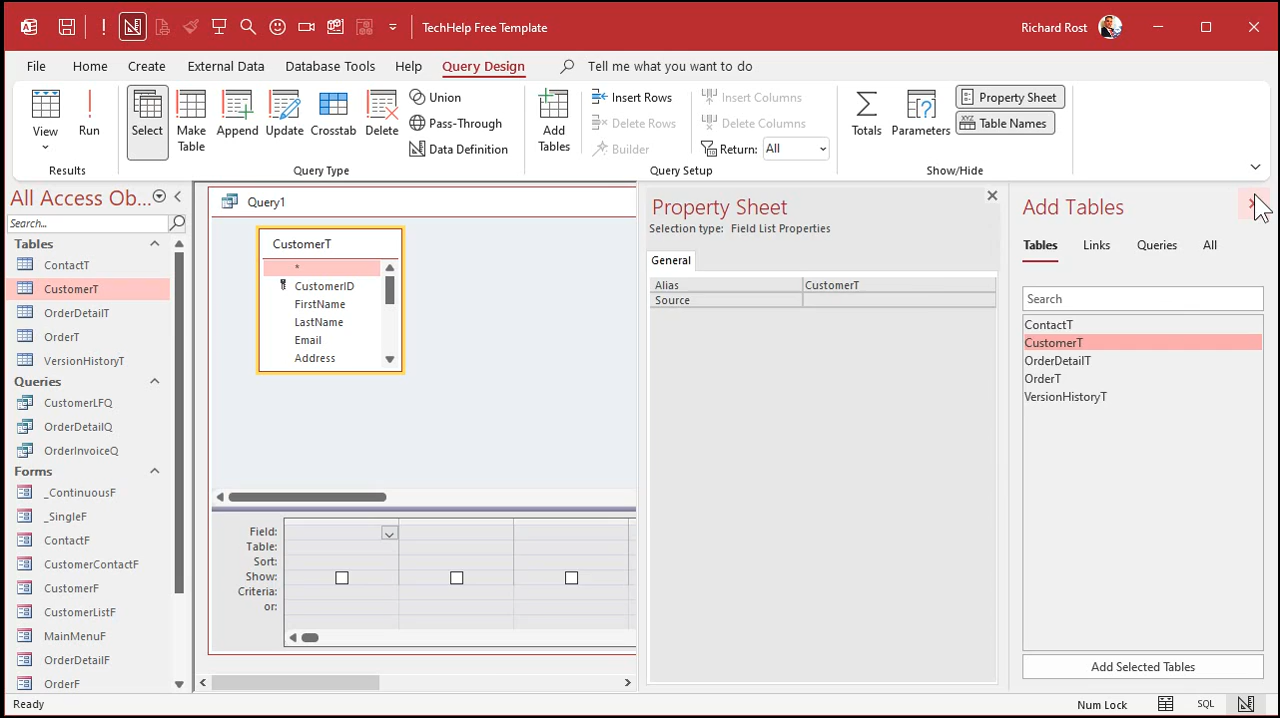 TechHelp Free Template
Richard Rost
File Home Create External Data Database Tools Help Query Design Tell me what you want to do
View
Run
Results
Select
Make Table
Append
Update
Crosstab
Delete
Union
Pass-Through
Data Definition
Query Type
Add Tables
Insert Rows
Delete Rows
Builder
Insert Columns
Delete Columns
Return: All
Query Setup
Totals
Parameters
Property Sheet
Table Names
Show/Hide
All Access Ob...
Search...
Tables
ContactT
CustomerT
OrderDetailT
OrderT
VersionHistoryT
Queries
CustomerLFQ
OrderDetailQ
OrderInvoiceQ
Forms
_ContinuousF
_SingleF
ContactF
CustomerContactF
CustomerF
CustomerListF
MainMenuF
OrderDetailF
OrderF
Query1
CustomerT
*
CustomerID
FirstName
LastName
Email
Address
Field:
Table:
Sort:
Show:
Criteria:
or:
Property Sheet
Selection type: Field List Properties
General
Alias CustomerT
Source
Add Tables
Tables Links Queries All
Search
ContactT
CustomerT
OrderDetailT
OrderT
VersionHistoryT
Add Selected Tables
Ready
Num Lock
SQL